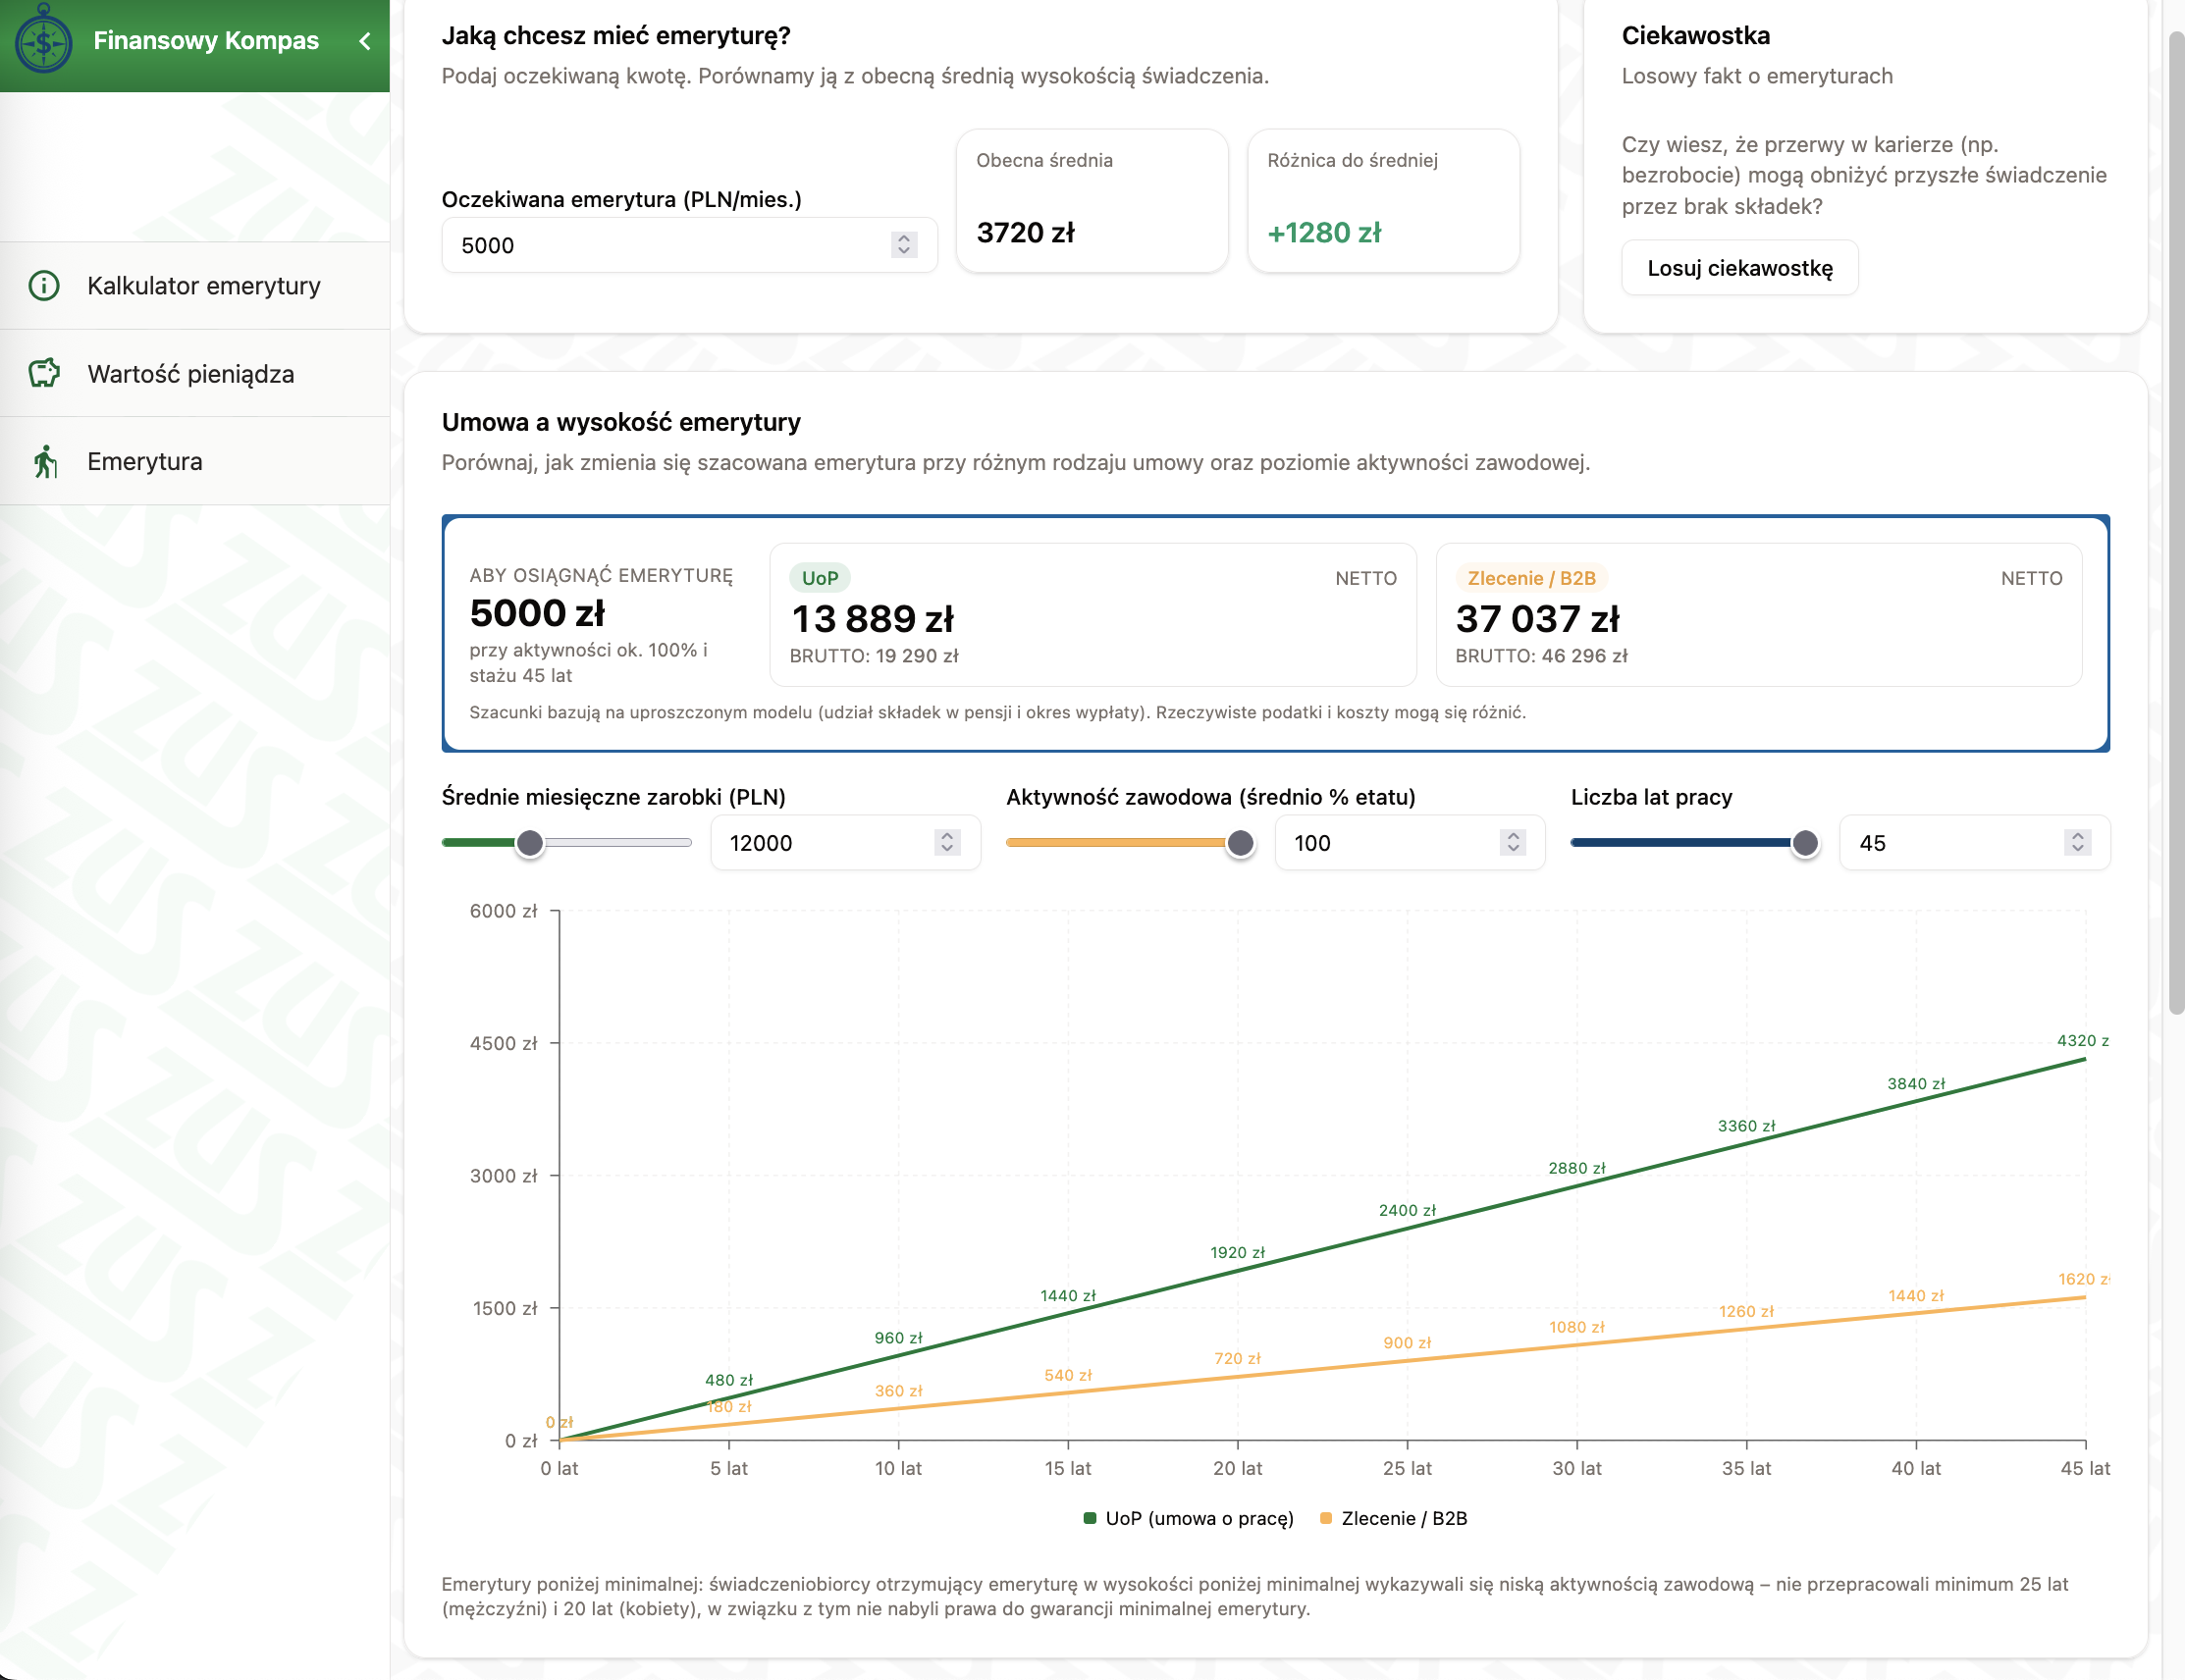 Finansowy Kompas
Kalkulator emerytury
Wartość pieniądza
Emerytura
Jaką chcesz mieć emeryturę?
Podaj oczekiwaną kwotę. Porównamy ją z obecną średnią wysokością świadczenia.
Oczekiwana emerytura (PLN/mies.)
5000
Obecna średnia
3720 zł
Różnica do średniej
+1280 zł
Ciekawostka
Losowy fakt o emeryturach
Czy wiesz, że przerwy w karierze (np.
bezrobocie) mogą obniżyć przyszłe świadczenie
przez brak składek?
Losuj ciekawostkę
Umowa a wysokość emerytury
Porównaj, jak zmienia się szacowana emerytura przy różnym rodzaju umowy oraz poziomie aktywności zawodowej.
ABY OSIĄGNĄĆ EMERYTURĘ
5000 zł
przy aktywności ok. 100% i
stażu 45 lat
UoP NETTO
13 889 zł
BRUTTO: 19 290 zł
Zlecenie / B2B NETTO
37 037 zł
BRUTTO: 46 296 zł
Szacunki bazują na uproszczonym modelu (udział składek w pensji i okres wypłaty). Rzeczywiste podatki i koszty mogą się różnić.
Średnie miesięczne zarobki (PLN)
12000
Aktywność zawodowa (średnio % etatu)
100
Liczba lat pracy
45
6000 zł
4500 zł
3000 zł
1500 zł
0 zł
0 zł
480 zł
960 zł
1440 zł
1920 zł
2400 zł
2880 zł
3360 zł
3840 zł
4320 z
180 zł
360 zł
540 zł
720 zł
900 zł
1080 zł
1260 zł
1440 zł
1620 z
0 lat 5 lat 10 lat 15 lat 20 lat 25 lat 30 lat 35 lat 40 lat 45 lat
UoP (umowa o pracę) Zlecenie / B2B
Emerytury poniżej minimalnej: świadczeniobiorcy otrzymujący emeryturę w wysokości poniżej minimalnej wykazywali się niską aktywnością zawodową – nie przepracowali minimum 25 lat
(mężczyźni) i 20 lat (kobiety), w związku z tym nie nabyli prawa do gwarancji minimalnej emerytury.